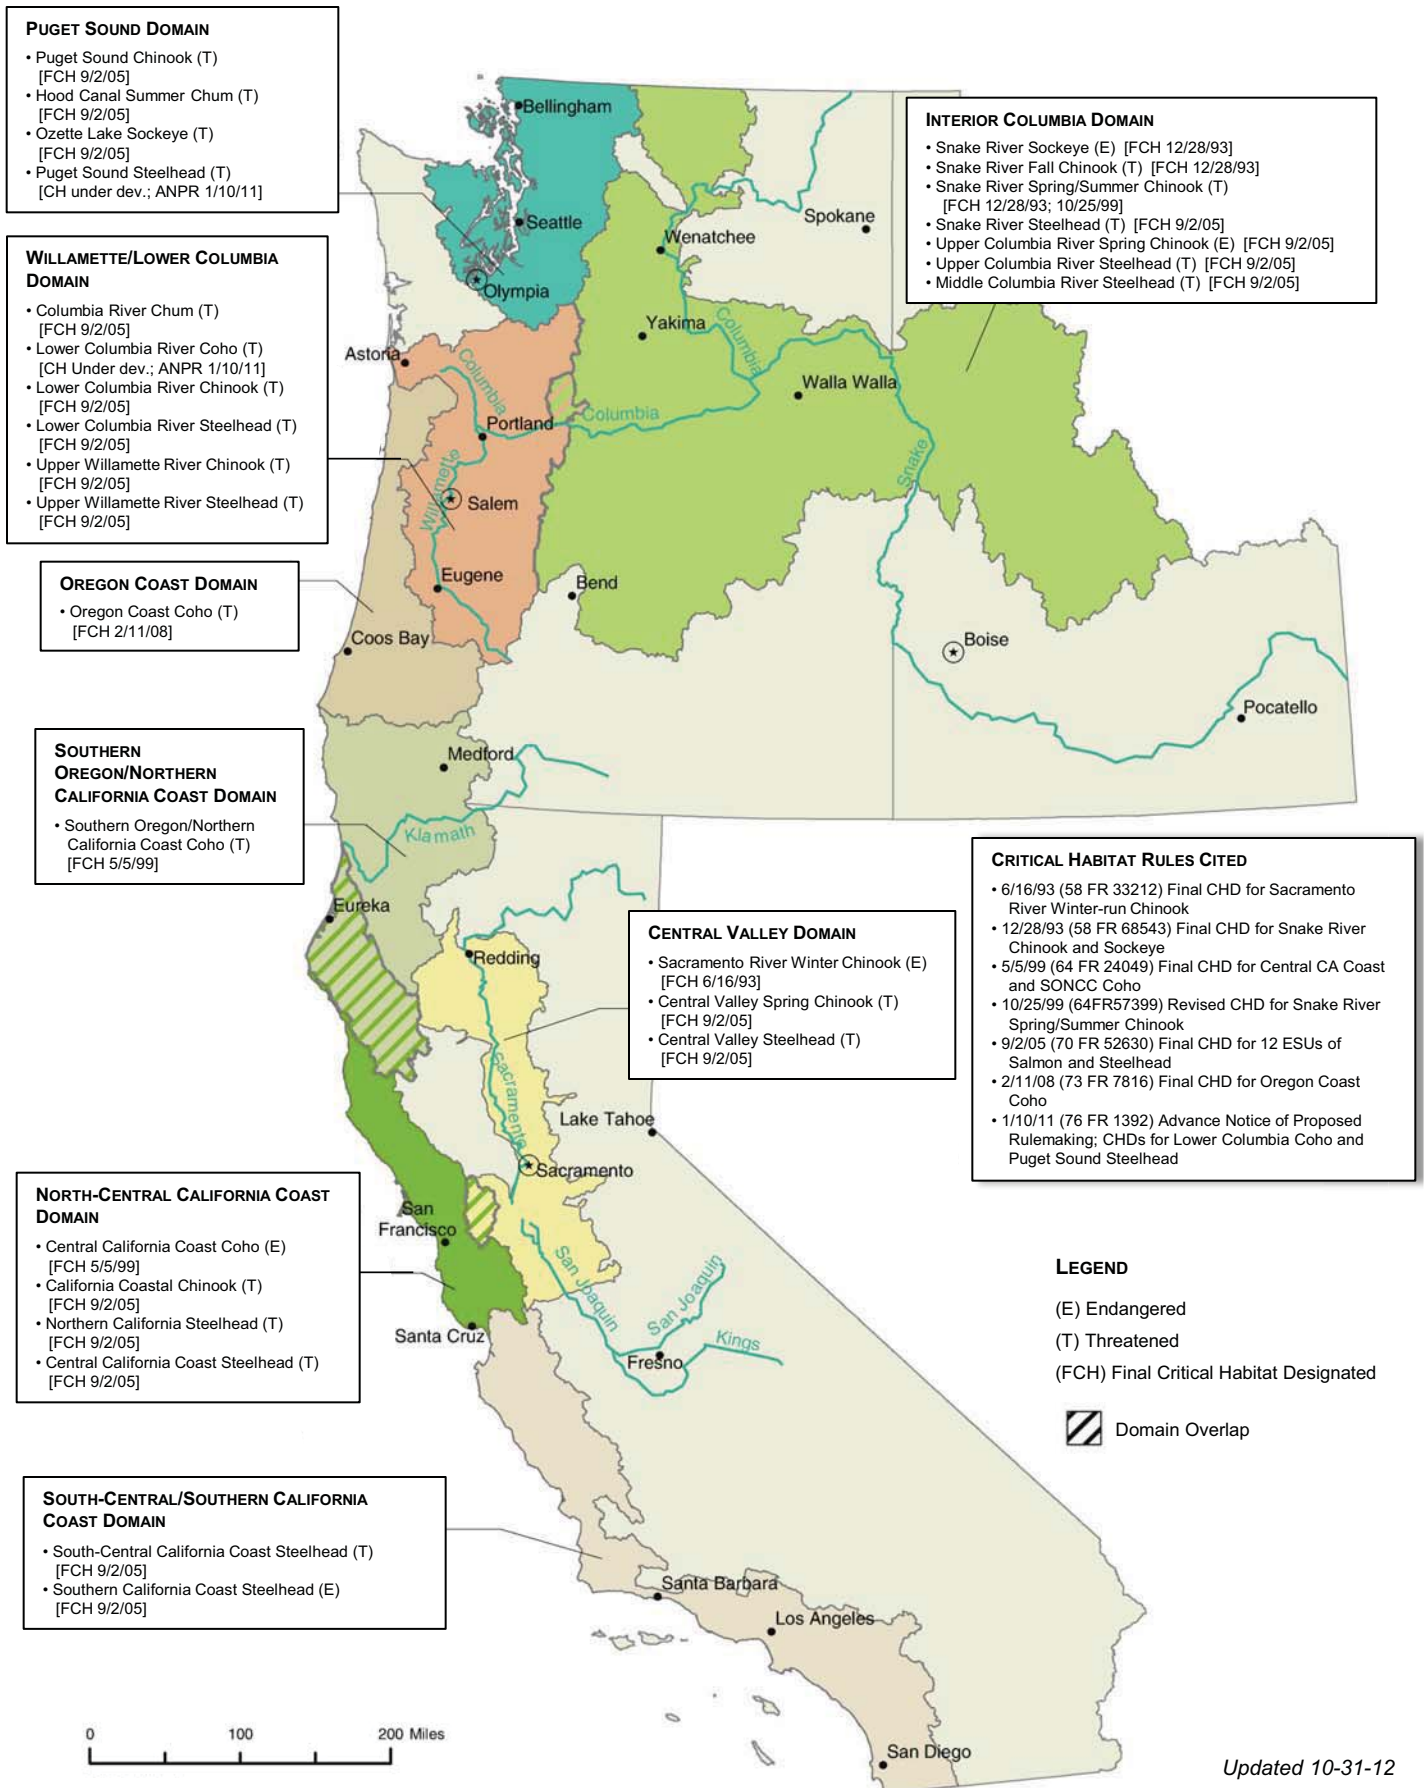 PUGET SOUND DOMAIN
• Puget Sound Chinook (T)
[FCH 9/2/05]
• Hood Canal Summer Chum (T)
[FCH 9/2/05]
• Ozette Lake Sockeye (T)
[FCH 9/2/05]
• Puget Sound Steelhead (T)
[CH under dev.; ANPR 1/10/11]
WILLAMETTE/LOWER COLUMBIA
DOMAIN
• Columbia River Chum (T)
[FCH 9/2/05]
• Lower Columbia River Coho (T)
[CH Under dev.; ANPR 1/10/11]
• Lower Columbia River Chinook (T)
[FCH 9/2/05]
• Lower Columbia River Steelhead (T)
[FCH 9/2/05]
• Upper Willamette River Chinook (T)
[FCH 9/2/05]
• Upper Willamette River Steelhead (T)
[FCH 9/2/05]
OREGON COAST DOMAIN
• Oregon Coast Coho (T)
[FCH 2/11/08]
SOUTHERN
OREGON/NORTHERN
CALIFORNIA COAST DOMAIN
• Southern Oregon/Northern
California Coast Coho (T)
[FCH 5/5/99]
NORTH-CENTRAL CALIFORNIA COAST
DOMAIN
• Central California Coast Coho (E)
[FCH 5/5/99]
• California Coastal Chinook (T)
[FCH 9/2/05]
• Northern California Steelhead (T)
[FCH 9/2/05]
• Central California Coast Steelhead (T)
[FCH 9/2/05]
SOUTH-CENTRAL/SOUTHERN CALIFORNIA
COAST DOMAIN
• South-Central California Coast Steelhead (T)
[FCH 9/2/05]
• Southern California Coast Steelhead (E)
[FCH 9/2/05]
INTERIOR COLUMBIA DOMAIN
• Snake River Sockeye (E) [FCH 12/28/93]
• Snake River Fall Chinook (T) [FCH 12/28/93]
• Snake River Spring/Summer Chinook (T)
[FCH 12/28/93; 10/25/99]
• Snake River Steelhead (T) [FCH 9/2/05]
• Upper Columbia River Spring Chinook (E) [FCH 9/2/05]
• Upper Columbia River Steelhead (T) [FCH 9/2/05]
• Middle Columbia River Steelhead (T) [FCH 9/2/05]
CENTRAL VALLEY DOMAIN
• Sacramento River Winter Chinook (E)
[FCH 6/16/93]
• Central Valley Spring Chinook (T)
[FCH 9/2/05]
• Central Valley Steelhead (T)
[FCH 9/2/05]
CRITICAL HABITAT RULES CITED
• 6/16/93 (58 FR 33212) Final CHD for Sacramento
River Winter-run Chinook
• 12/28/93 (58 FR 68543) Final CHD for Snake River
Chinook and Sockeye
• 5/5/99 (64 FR 24049) Final CHD for Central CA Coast
and SONCC Coho
• 10/25/99 (64FR57399) Revised CHD for Snake River
Spring/Summer Chinook
• 9/2/05 (70 FR 52630) Final CHD for 12 ESUs of
Salmon and Steelhead
• 2/11/08 (73 FR 7816) Final CHD for Oregon Coast
Coho
• 1/10/11 (76 FR 1392) Advance Notice of Proposed
Rulemaking; CHDs for Lower Columbia Coho and
Puget Sound Steelhead
LEGEND
(E) Endangered
(T) Threatened
(FCH) Final Critical Habitat Designated
Domain Overlap
Bellingham
Seattle
Olympia
Spokane
Wenatchee
Yakima
Columbia
Walla Walla
Astoria
Columbia
Columbia
Portland
Willamette
Salem
Snake
Eugene
Bend
Coos Bay
Boise
Pocatello
Medford
Klamath
Eureka
Redding
Sacramento
Lake Tahoe
Sacramento
San
Francisco
San Joaquin
San Joaquin
Kings
Fresno
Santa Cruz
Santa Barbara
Los Angeles
San Diego
0 100 200 Miles
Updated 10-31-12